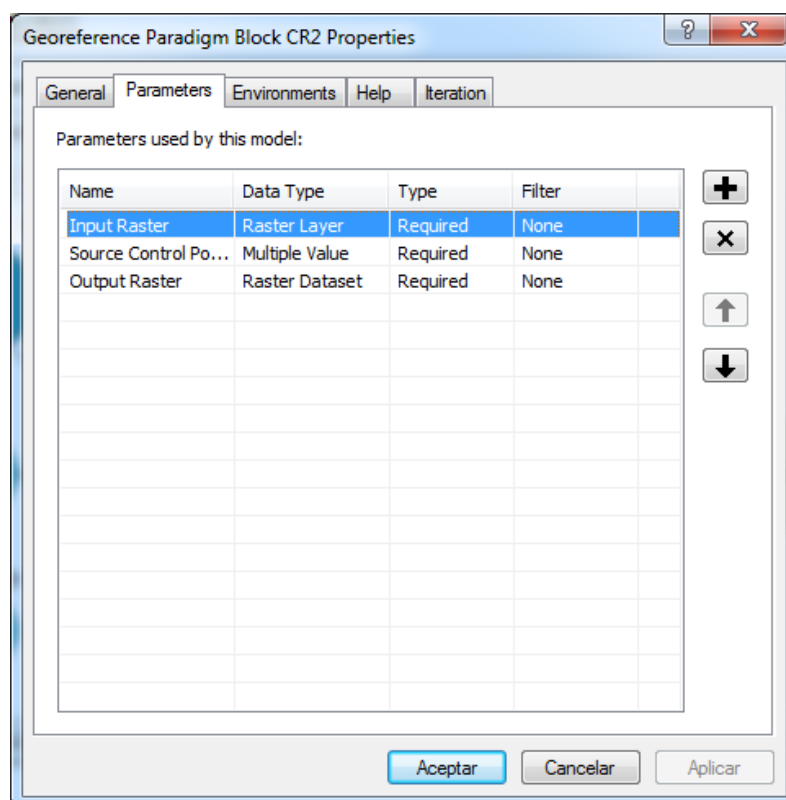 Georeference Paradigm Block CR2 Properties
General Parameters Environments Help Iteration
Parameters used by this model:
Name Data Type Type Filter
Input Raster Raster Layer Required None
Source Control Po... Multiple Value Required None
Output Raster Raster Dataset Required None
Aceptar Cancelar Aplicar